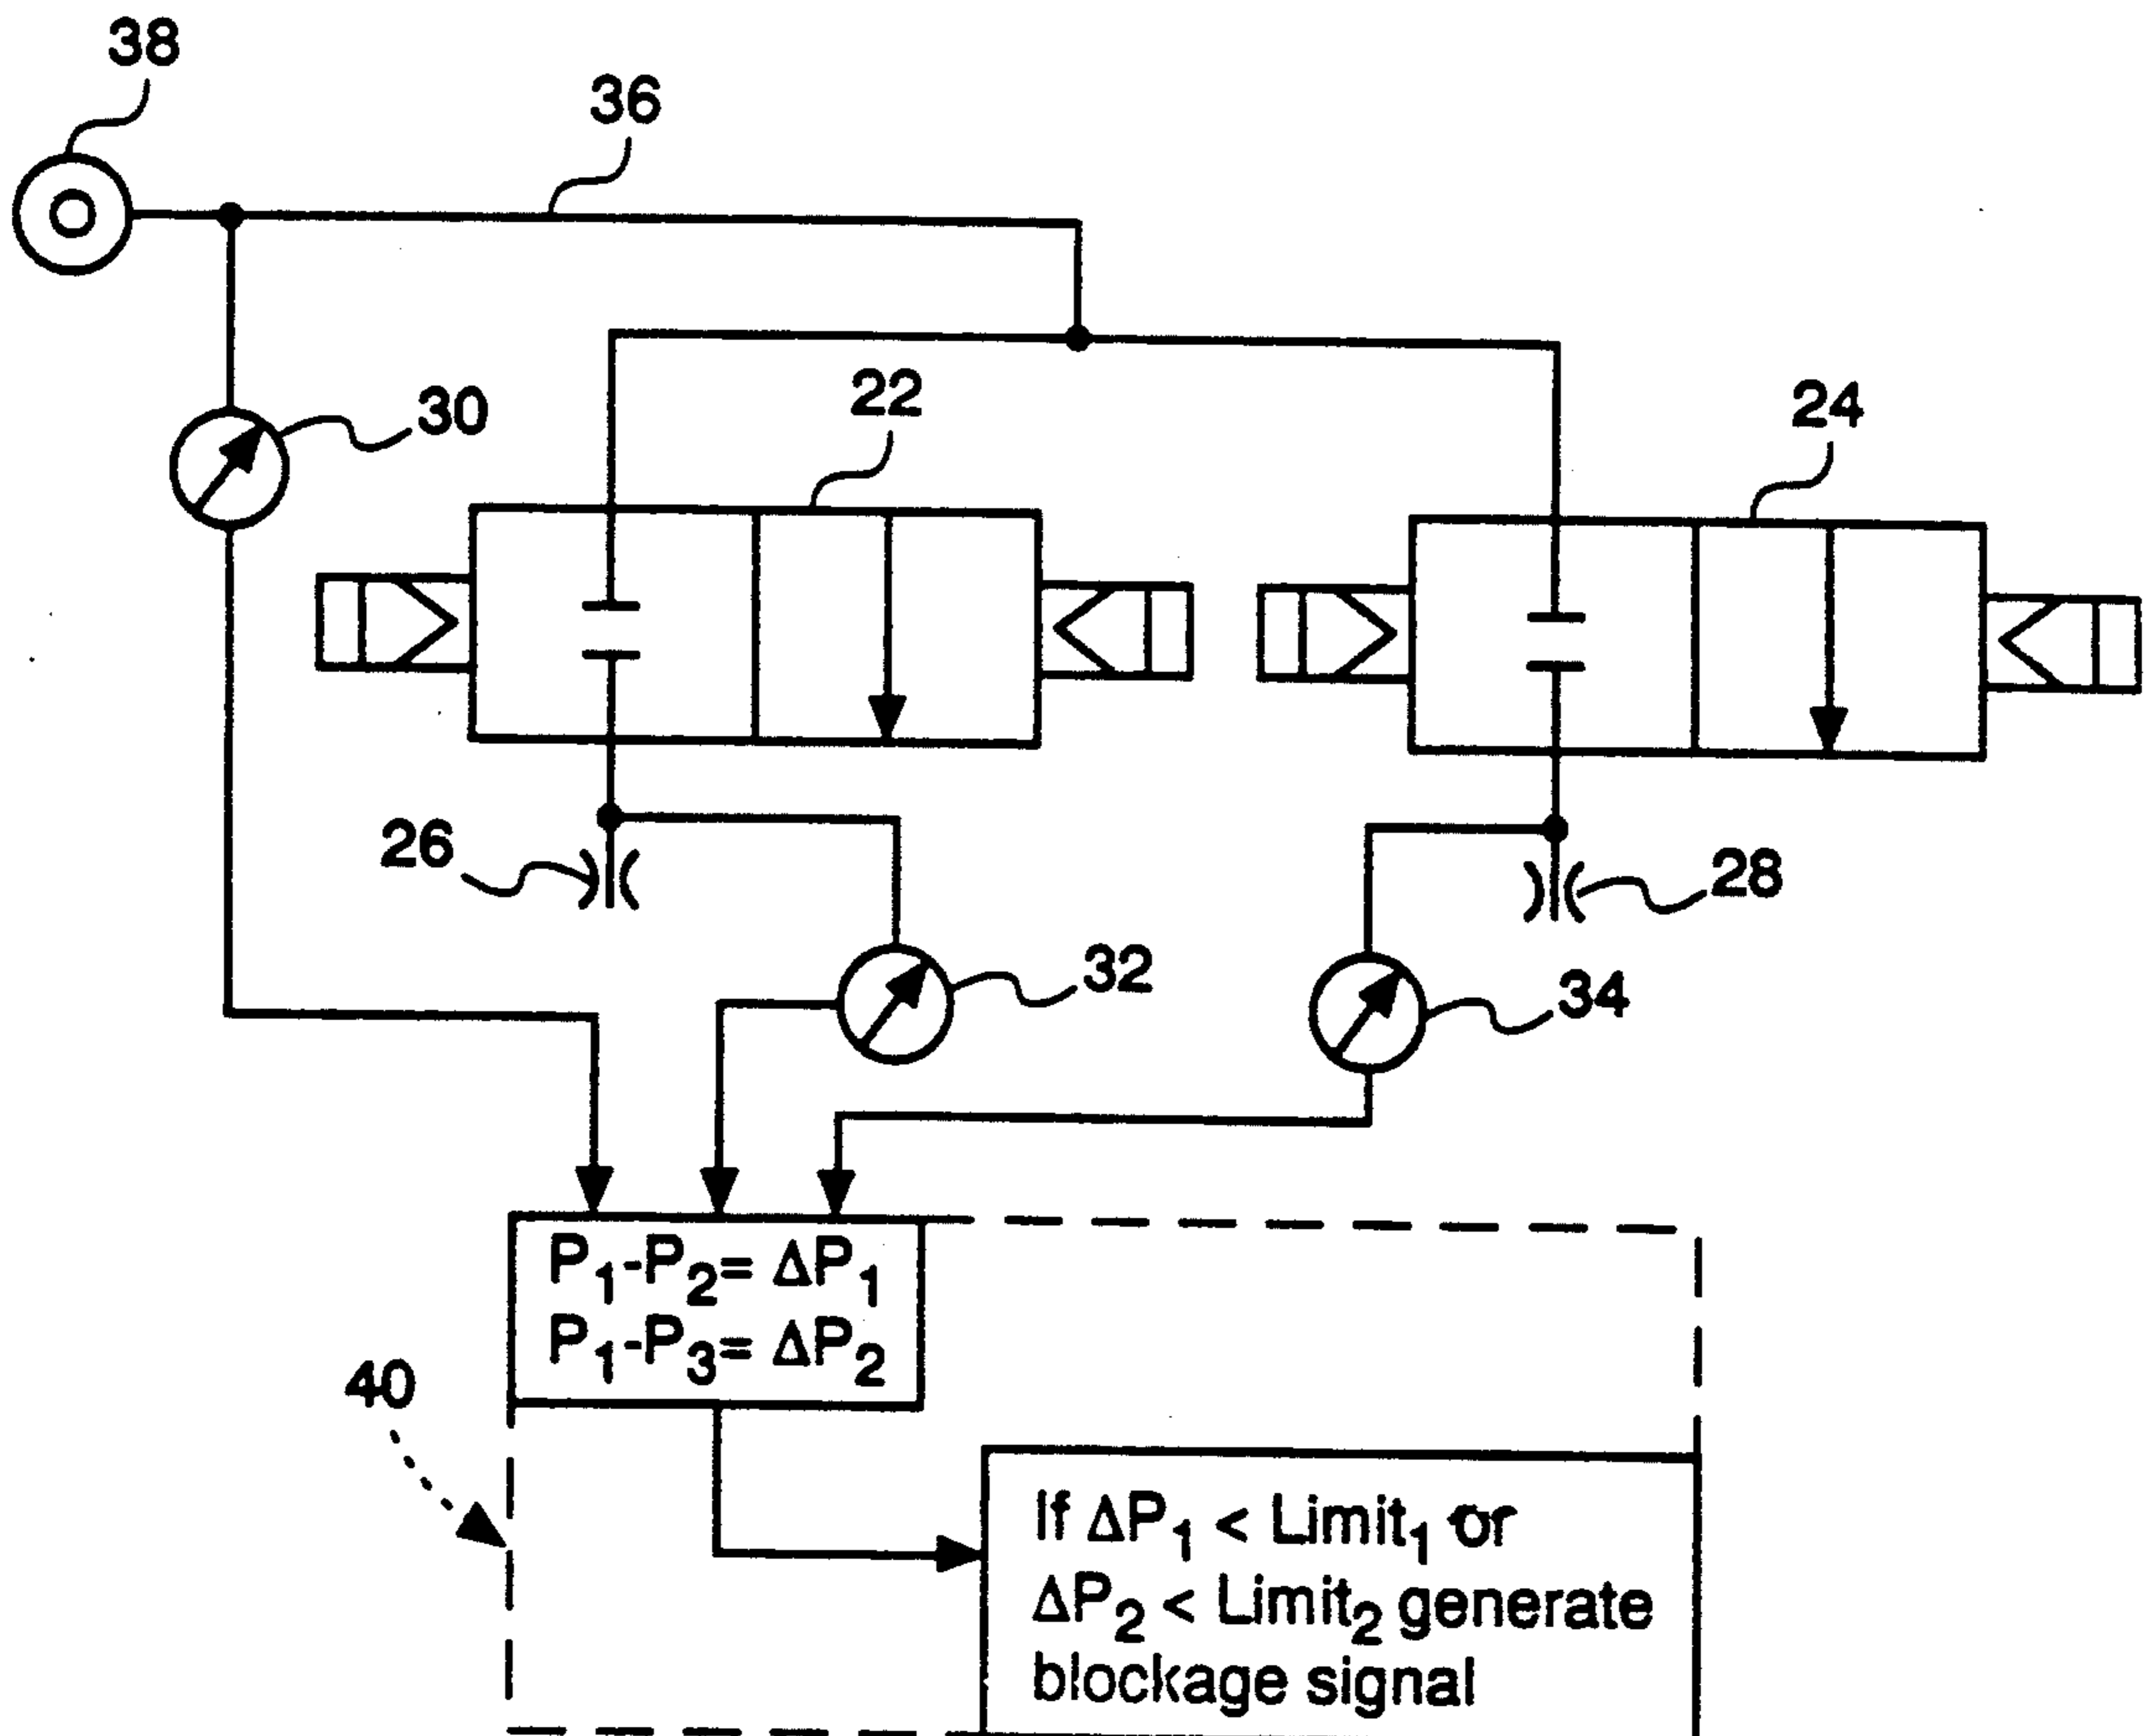 38
36
30
22
24
26
28
32
34
P₁-P₂= ΔP₁
P₁-P₃= ΔP₂
40
If ΔP₁ < Limit₁ or
ΔP₂ < Limit₂ generate
blockage signal